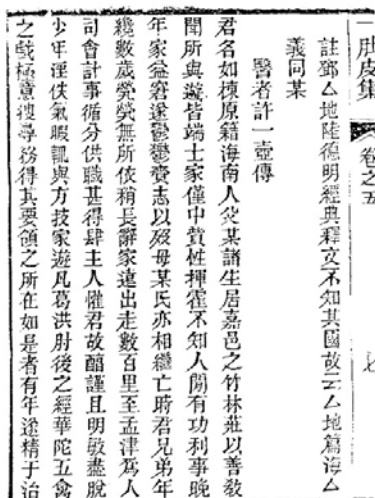 一肚皮集 卷之五
註鄧厶地陸德明經典釋文不知其國故云厶地篇海厶
義同某
醫者許一壺傳
君名如棟原籍海南人父某諸生居嘉邑之竹林莊以善教
聞所與遊皆端士家僅中貲性揮霍不知人閒有功利事晚
年家益窘遂鬱鬱賫志以歿母某氏亦相繼亡時君兄弟年
纔數歲煢煢無所依稍長辭家遠出走數百里至孟津爲人
司會計事循分供職甚得肆主人懽君故醞謹且明敏盡脫
少年浮佚氣暇輒與方技家遊凡葛洪肘後之經華陀五禽
之戲極意搜尋務得其要領之所在如是者有年遂精于治